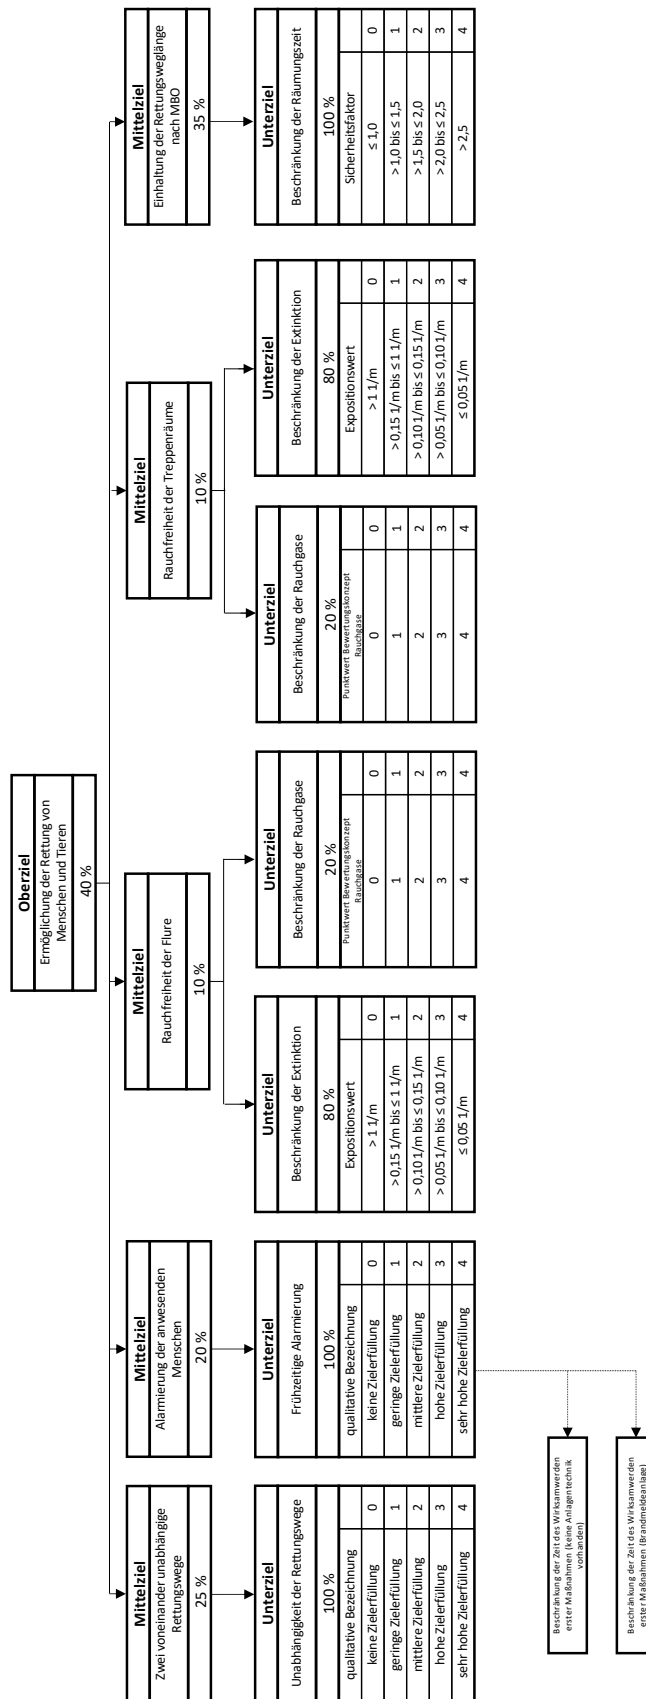 Oberziel
Ermöglichung der Rettung von
Menschen und Tieren
40 %
Mittelziel
Zwei voneinander unabhängige
Rettungswege
25 %
Mittelziel
Alarmierung der anwesenden
Menschen
20 %
Mittelziel
Rauchfreiheit der Flure
10 %
Mittelziel
Rauchfreiheit der Treppenräume
10 %
Mittelziel
Einhaltung der Rettungsweglänge
nach MBO
35 %
Unterziel
Unabhängigkeit der Rettungswege
100 %
qualitative Bezeichnung
keine Zielerfüllung 0
geringe Zielerfüllung 1
mittlere Zielerfüllung 2
hohe Zielerfüllung 3
sehr hohe Zielerfüllung 4
Unterziel
Frühzeitige Alarmierung
100 %
qualitative Bezeichnung
keine Zielerfüllung 0
geringe Zielerfüllung 1
mittlere Zielerfüllung 2
hohe Zielerfüllung 3
sehr hohe Zielerfüllung 4
Unterziel
Beschränkung der Extinktion
80 %
Expositionswert
> 1 1/m 0
> 0,15 1/m bis ≤ 1 1/m 1
> 0,10 1/m bis ≤ 0,15 1/m 2
> 0,05 1/m bis ≤ 0,10 1/m 3
≤ 0,05 1/m 4
Unterziel
Beschränkung der Rauchgase
20 %
Punktwert Bewertungskonzept
Rauchgase
0 0
1 1
2 2
3 3
4 4
Unterziel
Beschränkung der Rauchgase
20 %
Punktwert Bewertungskonzept
Rauchgase
0 0
1 1
2 2
3 3
4 4
Unterziel
Beschränkung der Extinktion
80 %
Expositionswert
> 1 1/m 0
> 0,15 1/m bis ≤ 1 1/m 1
> 0,10 1/m bis ≤ 0,15 1/m 2
> 0,05 1/m bis ≤ 0,10 1/m 3
≤ 0,05 1/m 4
Unterziel
Beschränkung der Räumungszeit
100 %
Sicherheitsfaktor
≤ 1,0 0
> 1,0 bis ≤ 1,5 1
> 1,5 bis ≤ 2,0 2
> 2,0 bis ≤ 2,5 3
> 2,5 4
Beschränkung der Zeit des Wirksamwerden
erster Maßnahmen (keine Anlagentechnik
vorhanden)
Beschränkung der Zeit des Wirksamwerden
erster Maßnahmen (Brandmeldeanlage)